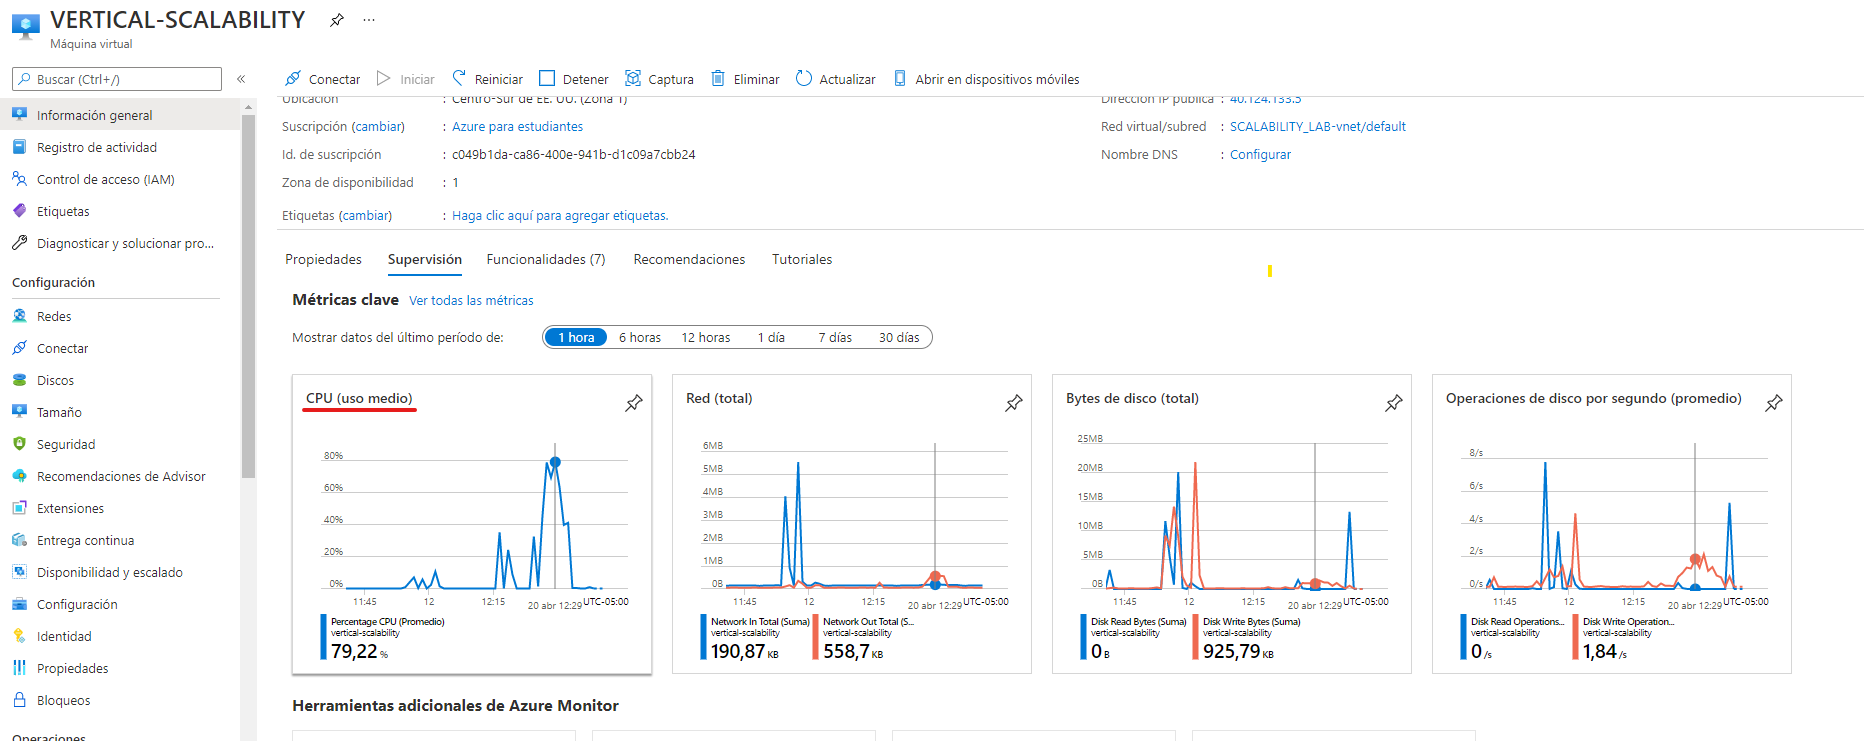 VERTICAL-SCALABILITY
Máquina virtual
Buscar (Ctrl+/)
Información general
Registro de actividad
Control de acceso (IAM)
Etiquetas
Diagnosticar y solucionar pro...
Configuración
Redes
Conectar
Discos
Tamaño
Seguridad
Recomendaciones de Advisor
Extensiones
Entrega continua
Disponibilidad y escalado
Configuración
Identidad
Propiedades
Bloqueos
Operaciones
Conectar Iniciar Reiniciar Detener Captura Eliminar Actualizar Abrir en dispositivos móviles
Ubicación : Centro-Sur de EE. UU. (Zona 1)
Suscripción (cambiar) : Azure para estudiantes
Id. de suscripción : c049b1da-ca86-400e-941b-d1c09a7cbb24
Zona de disponibilidad : 1
Etiquetas (cambiar) : Haga clic aquí para agregar etiquetas.
Dirección IP pública : 40.124.133.5
Red virtual/subred : SCALABILITY_LAB-vnet/default
Nombre DNS : Configurar
Propiedades Supervisión Funcionalidades (7) Recomendaciones Tutoriales
Métricas clave Ver todas las métricas
Mostrar datos del último período de: 1 hora 6 horas 12 horas 1 día 7 días 30 días
CPU (uso medio)
80%
60%
40%
20%
0%
11:45 12 12:15 20 abr 12:29 UTC-05:00
Percentage CPU (Promedio)
vertical-scalability
79,22 %
Red (total)
6MB
5MB
4MB
3MB
2MB
1MB
0B
11:45 12 12:15 20 abr 12:29 UTC-05:00
Network In Total (Suma) Network Out Total (S...
vertical-scalability vertical-scalability
190,87 KB 558,7 KB
Bytes de disco (total)
25MB
20MB
15MB
10MB
5MB
0B
11:45 12 12:15 20 abr 12:29 UTC-05:00
Disk Read Bytes (Suma) Disk Write Bytes (Suma)
vertical-scalability vertical-scalability
0 B 925,79 KB
Operaciones de disco por segundo (promedio)
8/s
6/s
4/s
2/s
0/s
11:45 12 12:15 20 abr 12:29 UTC-05:00
Disk Read Operations... Disk Write Operation...
vertical-scalability vertical-scalability
0 /s 1,84 /s
Herramientas adicionales de Azure Monitor